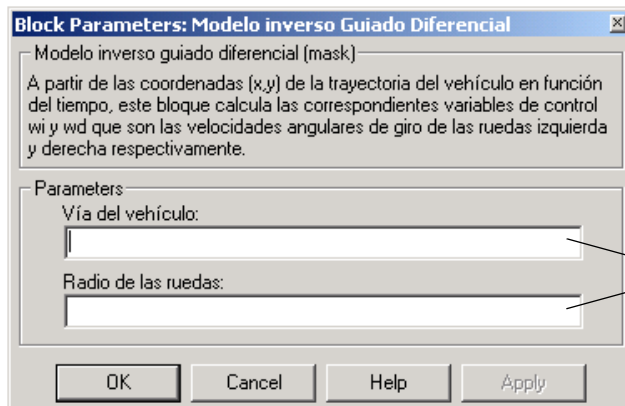 Block Parameters: Modelo inverso Guiado Diferencial
Modelo inverso guiado diferencial (mask)
A partir de las coordenadas (x,y) de la trayectoria del vehículo en función
del tiempo, este bloque calcula las correspondientes variables de control
wi y wd que son las velocidades angulares de giro de las ruedas izquierda
y derecha respectivamente.
Parameters
Vía del vehículo:
Radio de las ruedas:
OK
Cancel
Help
Apply